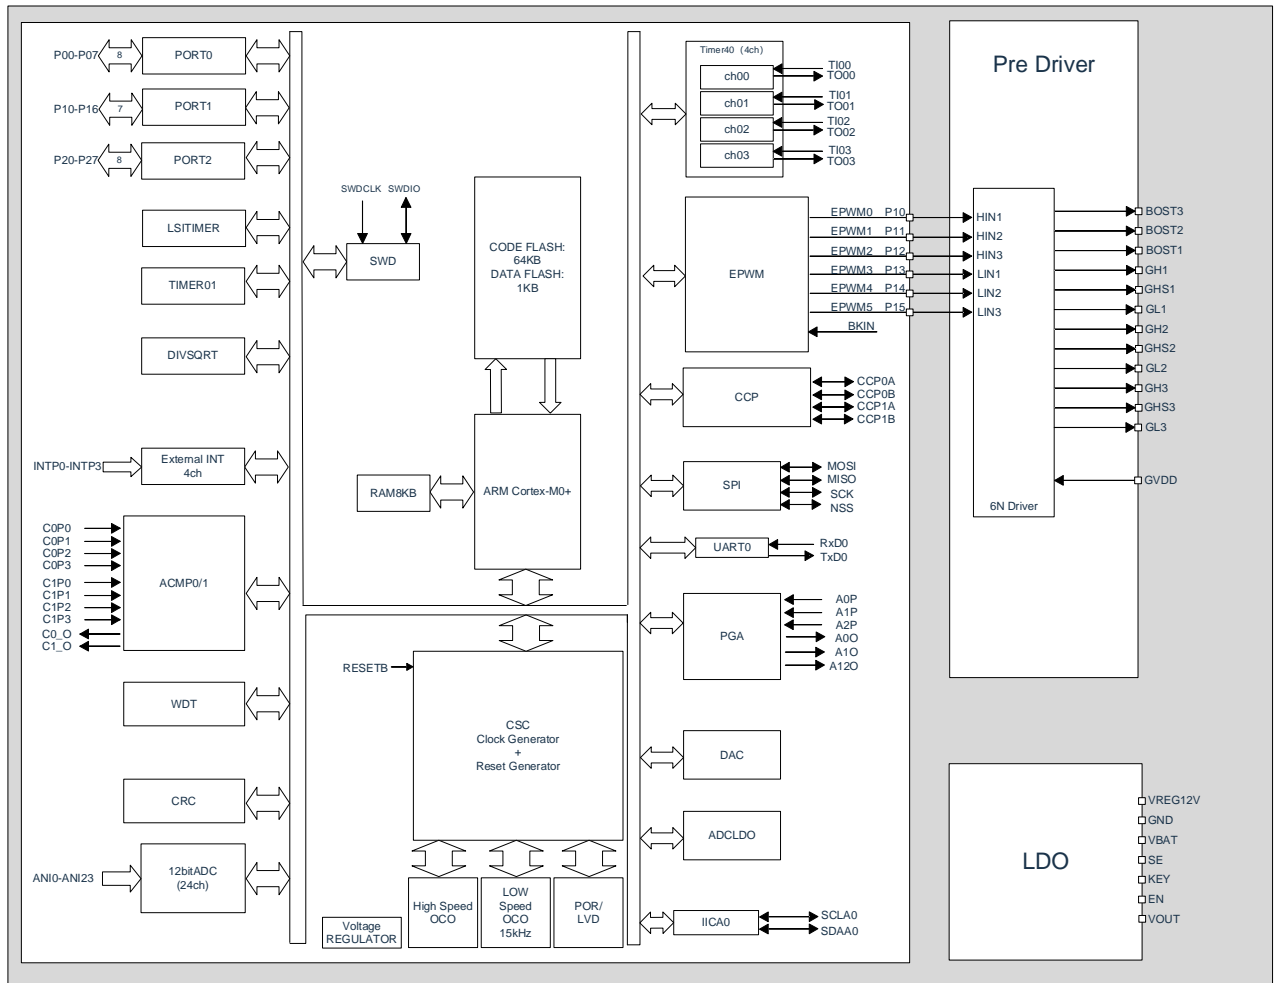 P00-P07
8
PORT0
P10-P16
7
PORT1
P20-P27
8
PORT2
LSITIMER
TIMER01
DIVSQRT
INTP0-INTP3
External INT
4ch
C0P0
C0P1
C0P2
C0P3
C1P0
C1P1
C1P2
C1P3
C0_O
C1_O
ACMP0/1
WDT
CRC
ANI0-ANI23
12bitADC
(24ch)
SWDCLK
SWDIO
SWD
CODE FLASH:
64KB
DATA FLASH:
1KB
RAM8KB
ARM Cortex-M0+
RESETB
CSC
Clock Generator
+
Reset Generator
Voltage
REGULATOR
High Speed
OCO
LOW
Speed
OCO
15kHz
POR/
LVD
Timer40 (4ch)
ch00
TI00
TO00
ch01
TI01
TO01
ch02
TI02
TO02
ch03
TI03
TO03
EPWM
EPWM0 P10
EPWM1 P11
EPWM2 P12
EPWM3 P13
EPWM4 P14
EPWM5 P15
BKIN
CCP
CCP0A
CCP0B
CCP1A
CCP1B
SPI
MOSI
MISO
SCK
NSS
UART0
RxD0
TxD0
PGA
A0P
A1P
A2P
A0O
A1O
A12O
DAC
ADCLDO
IICA0
SCLA0
SDAA0
Pre Driver
HIN1
HIN2
HIN3
LIN1
LIN2
LIN3
6N Driver
BOST3
BOST2
BOST1
GH1
GHS1
GL1
GH2
GHS2
GL2
GH3
GHS3
GL3
GVDD
LDO
VREG12V
GND
VBAT
SE
KEY
EN
VOUT